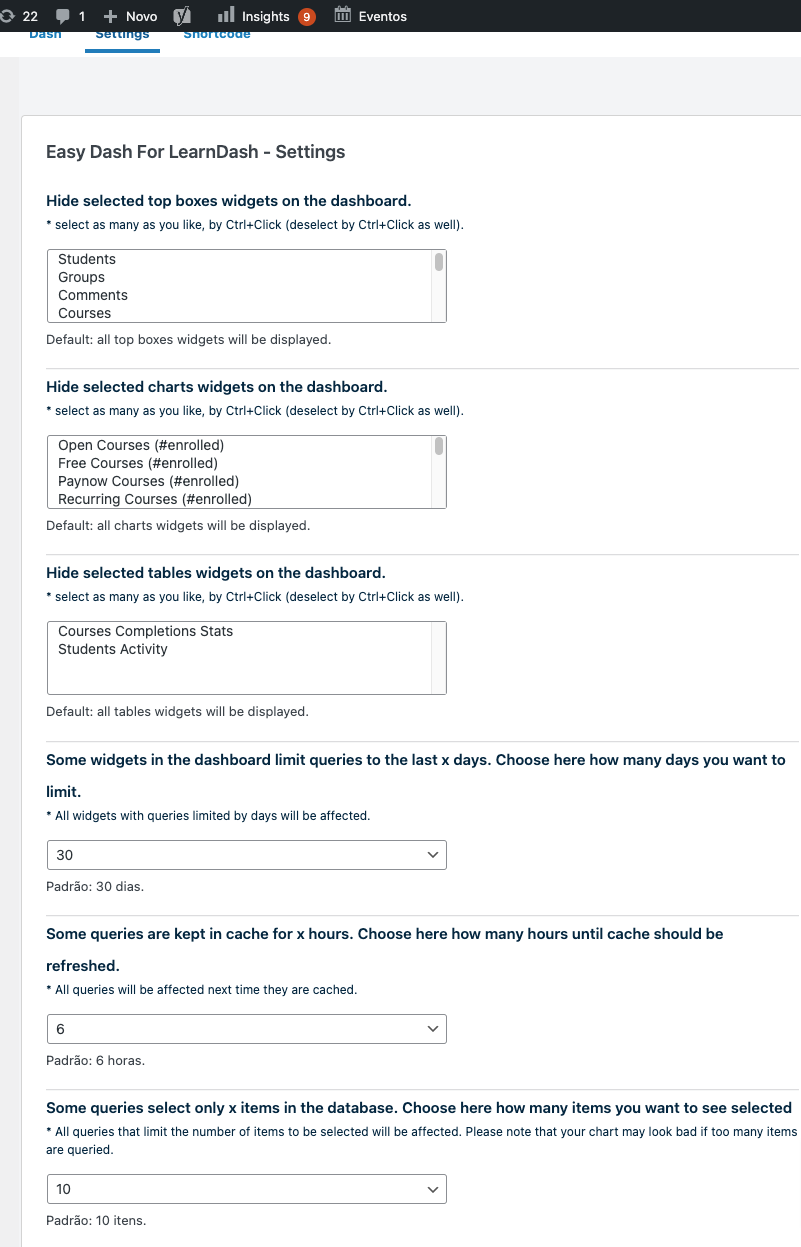 22 1 Novo Insights 9 Eventos
Dash Settings Shortcode
Easy Dash For LearnDash - Settings
Hide selected top boxes widgets on the dashboard.
* select as many as you like, by Ctrl+Click (deselect by Ctrl+Click as well).
Students
Groups
Comments
Courses
Default: all top boxes widgets will be displayed.
Hide selected charts widgets on the dashboard.
* select as many as you like, by Ctrl+Click (deselect by Ctrl+Click as well).
Open Courses (#enrolled)
Free Courses (#enrolled)
Paynow Courses (#enrolled)
Recurring Courses (#enrolled)
Default: all charts widgets will be displayed.
Hide selected tables widgets on the dashboard.
* select as many as you like, by Ctrl+Click (deselect by Ctrl+Click as well).
Courses Completions Stats
Students Activity
Default: all tables widgets will be displayed.
Some widgets in the dashboard limit queries to the last x days. Choose here how many days you want to
limit.
* All widgets with queries limited by days will be affected.
30
Padrão: 30 dias.
Some queries are kept in cache for x hours. Choose here how many hours until cache should be
refreshed.
* All queries will be affected next time they are cached.
6
Padrão: 6 horas.
Some queries select only x items in the database. Choose here how many items you want to see selected
* All queries that limit the number of items to be selected will be affected. Please note that your chart may look bad if too many items
are queried.
10
Padrão: 10 itens.